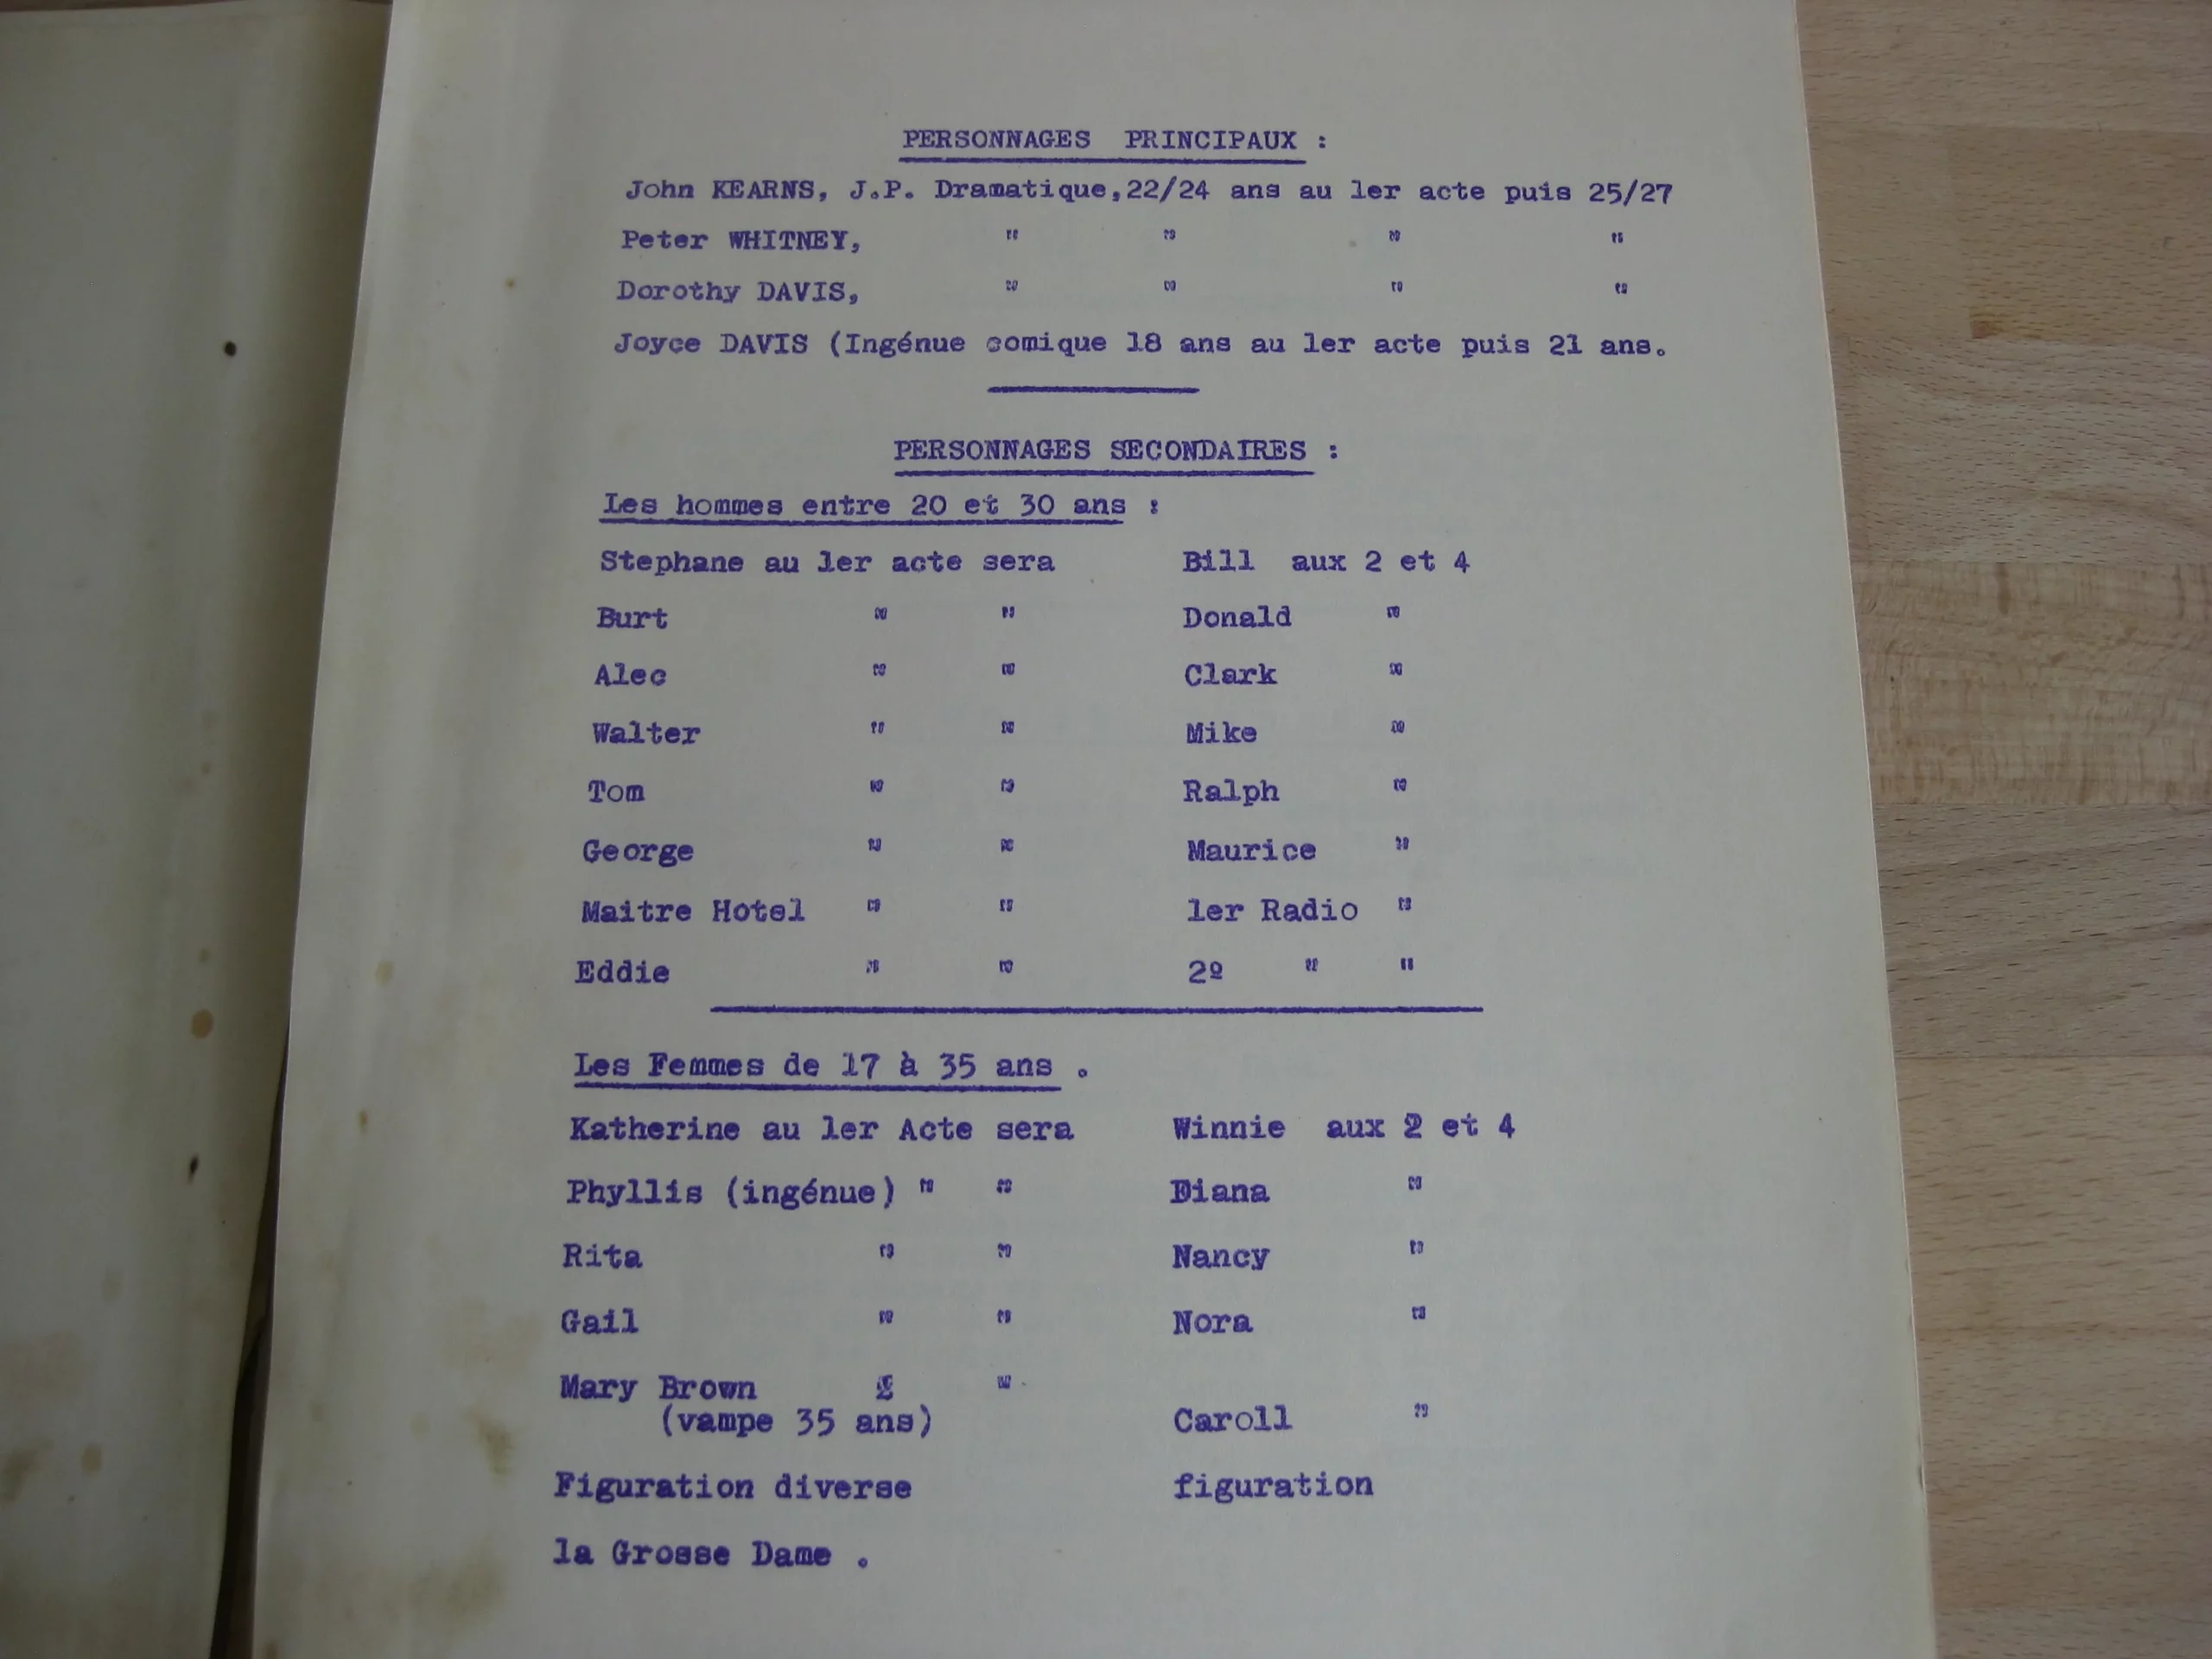 PERSONNAGES PRINCIPAUX :
John KEARNS, J.P. Dramatique,22/24 ans au 1er acte puis 25/27
Peter WHITNEY, " " " "
Dorothy DAVIS, " " " "
Joyce DAVIS (Ingénue comique 18 ans au 1er acte puis 21 ans.
PERSONNAGES SECONDAIRES :
Les hommes entre 20 et 30 ans :
Stephane au 1er acte sera Bill aux 2 et 4
Burt " " Donald "
Alec " " Clark "
Walter " " Mike "
Tom " " Ralph "
George " " Maurice "
Maitre Hotel " " 1er Radio "
Eddie " " 2º " "
Les Femmes de 17 à 35 ans .
Katherine au 1er Acte sera Winnie aux 2 et 4
Phyllis (ingénue) " " Diana "
Rita " " Nancy "
Gail " " Nora "
Mary Brown "
(vampe 35 ans) Caroll "
Figuration diverse figuration
la Grosse Dame .